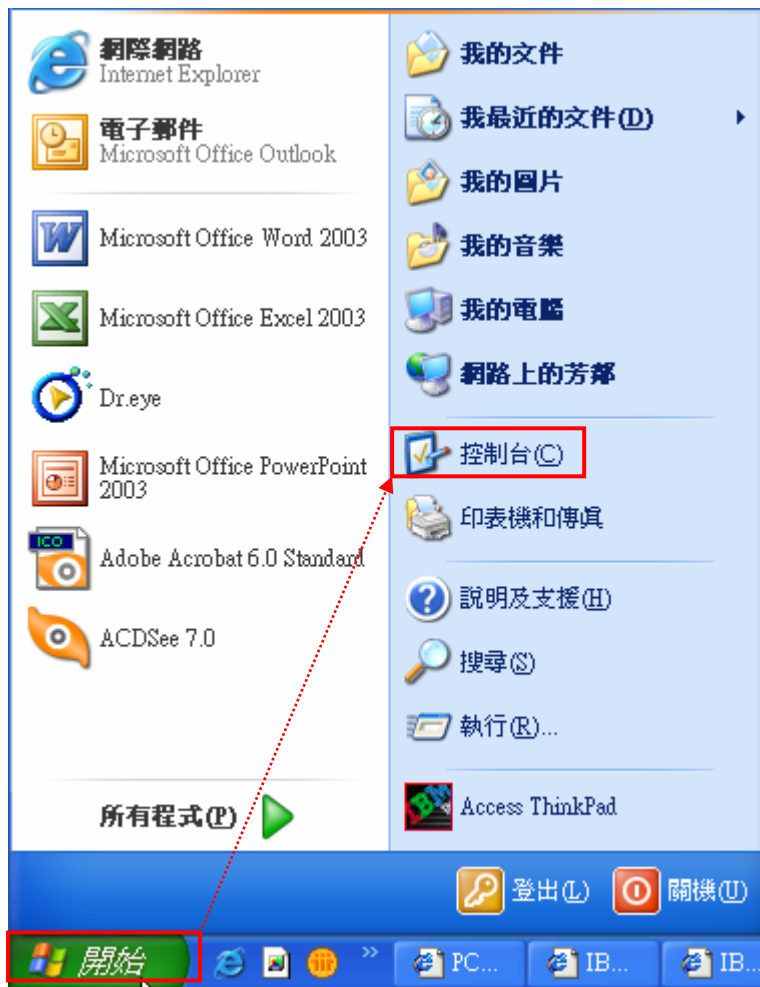 網際網路
Internet Explorer
電子郵件
Microsoft Office Outlook
Microsoft Office Word 2003
Microsoft Office Excel 2003
Dr.eye
Microsoft Office PowerPoint
2003
ICO
Adobe Acrobat 6.0 Standard
ACDSee 7.0
所有程式(P)
我的文件
我最近的文件(D)
我的圖片
我的音樂
我的電腦
網路上的芳鄰
控制台(C)
印表機和傳真
說明及支援(H)
搜尋(S)
執行(R)...
IBM
Access ThinkPad
登出(L)
關機(U)
開始
PC...
IB...
IB...